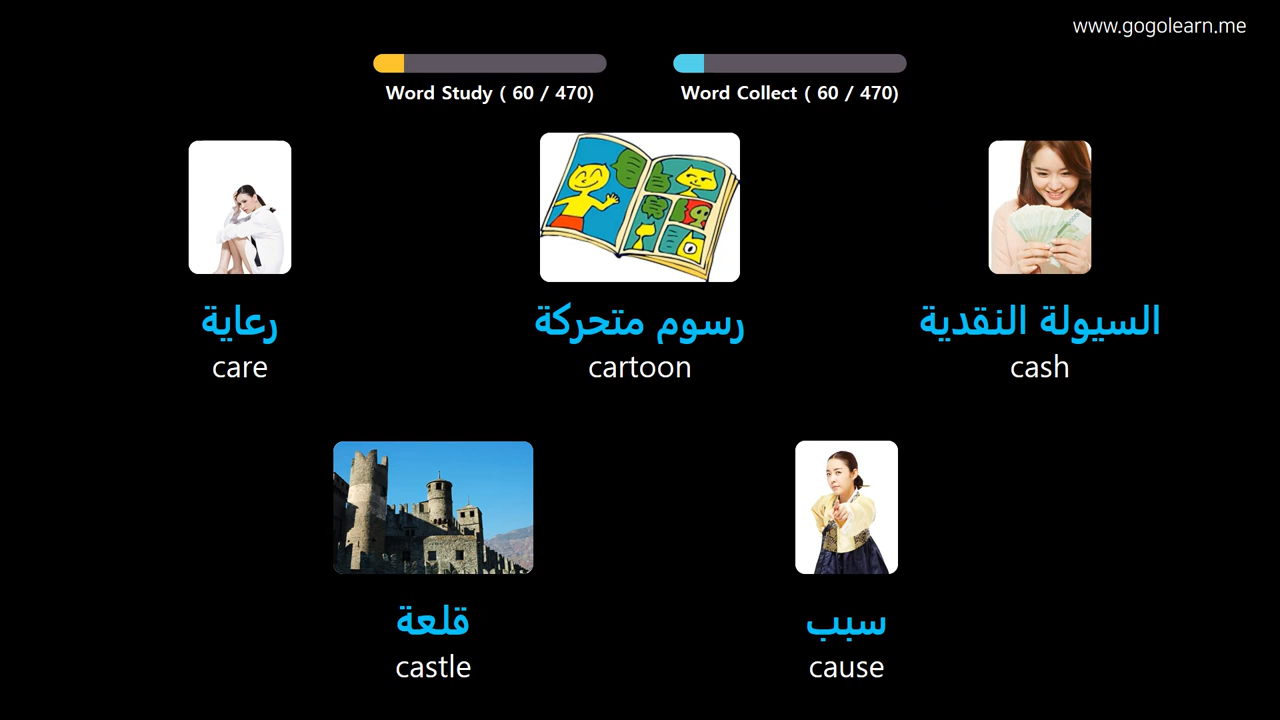 www.gogolearn.me
Word Study ( 60 / 470)
Word Collect ( 60 / 470)
رعاية
care
رسوم متحركة
cartoon
السيولة النقدية
cash
قلعة
castle
سبب
cause